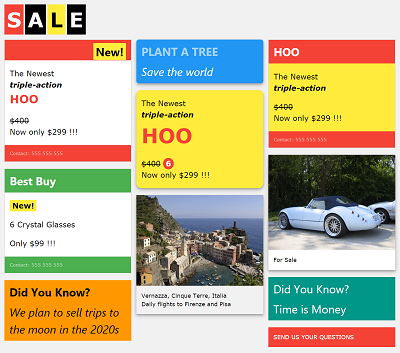 SALE
New!
The Newest
triple-action
HOO
$400
Now only $299 !!!
Contact: 555 555 555
Best Buy
New!
6 Crystal Glasses
Only $99 !!!
Contact: 555 555 555
Did You Know?
We plan to sell trips to
the moon in the 2020s
PLANT A TREE
Save the world
The Newest
triple-action
HOO
$400 6
Now only $299 !!!
Vernazza, Cinque Terre, Italia
Daily flights to Firenze and Pisa
HOO
The Newest
triple-action
$400
Now only $299 !!!
Contact: 555 555 555
For Sale
Did You Know?
Time is Money
SEND US YOUR QUESTIONS